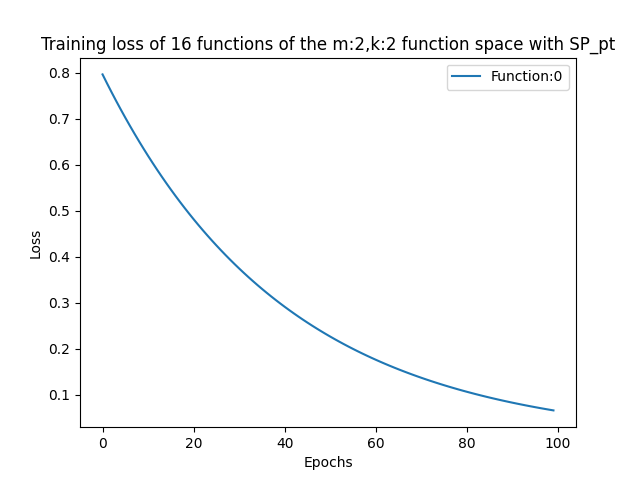 Training loss of 16 functions of the m:2,k:2 function space with SP_pt
Function:0
Loss
0.8
0.7
0.6
0.5
0.4
0.3
0.2
0.1
0 20 40 60 80 100
Epochs